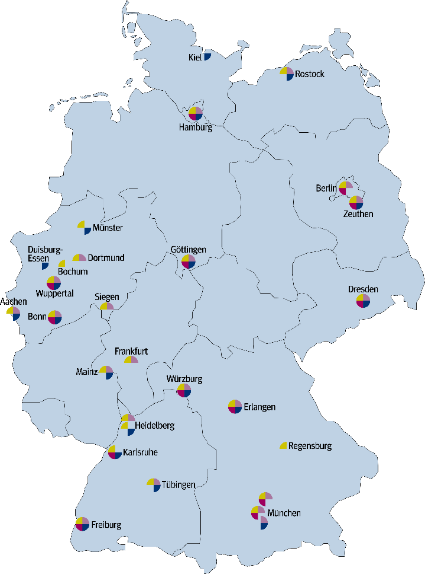 Kiel
Rostock
Hamburg
Berlin
Zeuthen
Münster
Duisburg-
Essen
Bochum
Dortmund
Göttingen
Wuppertal
Dresden
Aachen
Siegen
Bonn
Frankfurt
Mainz
Würzburg
Erlangen
Heidelberg
Regensburg
Karlsruhe
Tübingen
München
Freiburg